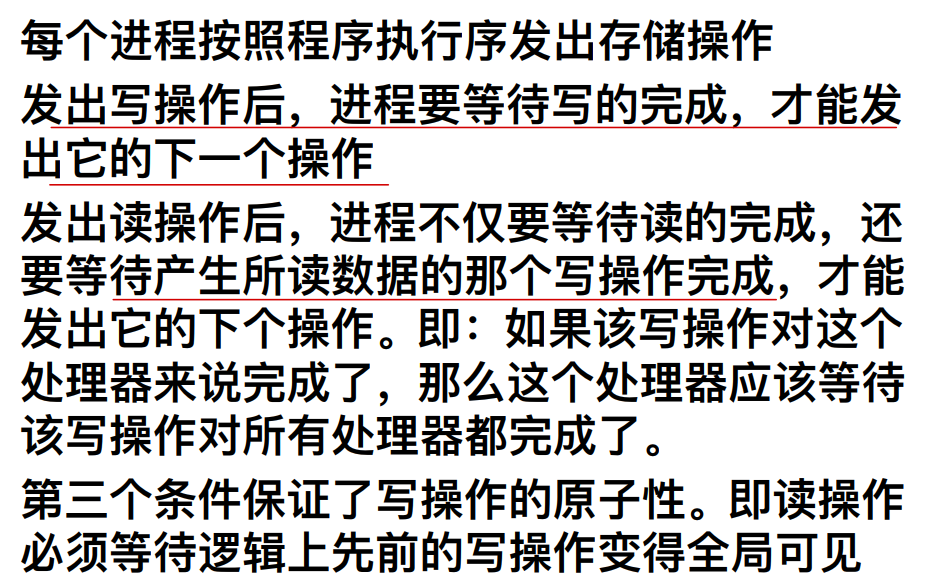 每个进程按照程序执行序发出存储操作
发出写操作后，进程要等待写的完成，才能发
出它的下一个操作
发出读操作后，进程不仅要等待读的完成，还
要等待产生所读数据的那个写操作完成，才能
发出它的下个操作。即：如果该写操作对这个
处理器来说完成了，那么这个处理器应该等待
该写操作对所有处理器都完成了。
第三个条件保证了写操作的原子性。即读操作
必须等待逻辑上先前的写操作变得全局可见